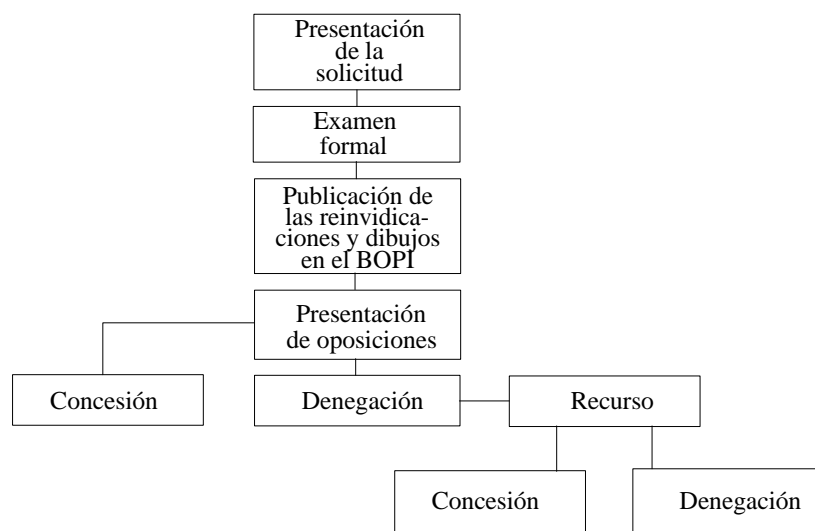 Presentación
de la
solicitud
Examen
formal
Publicación de
las reinvidica-
ciones y dibujos
en el BOPI
Presentación
de oposiciones
Concesión
Denegación
Recurso
Concesión
Denegación